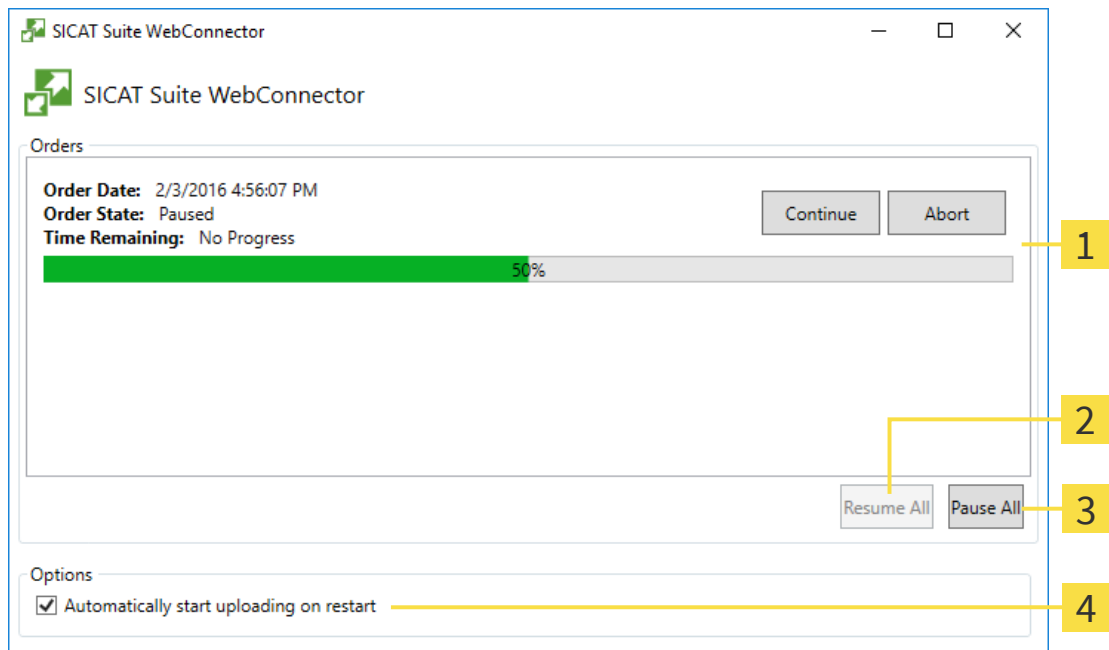 SICAT Suite WebConnector
SICAT Suite WebConnector
Orders
Order Date: 2/3/2016 4:56:07 PM
Order State: Paused
Time Remaining: No Progress
Continue
Abort
50%
1
2
Resume All
Pause All
3
Options
Automatically start uploading on restart
4